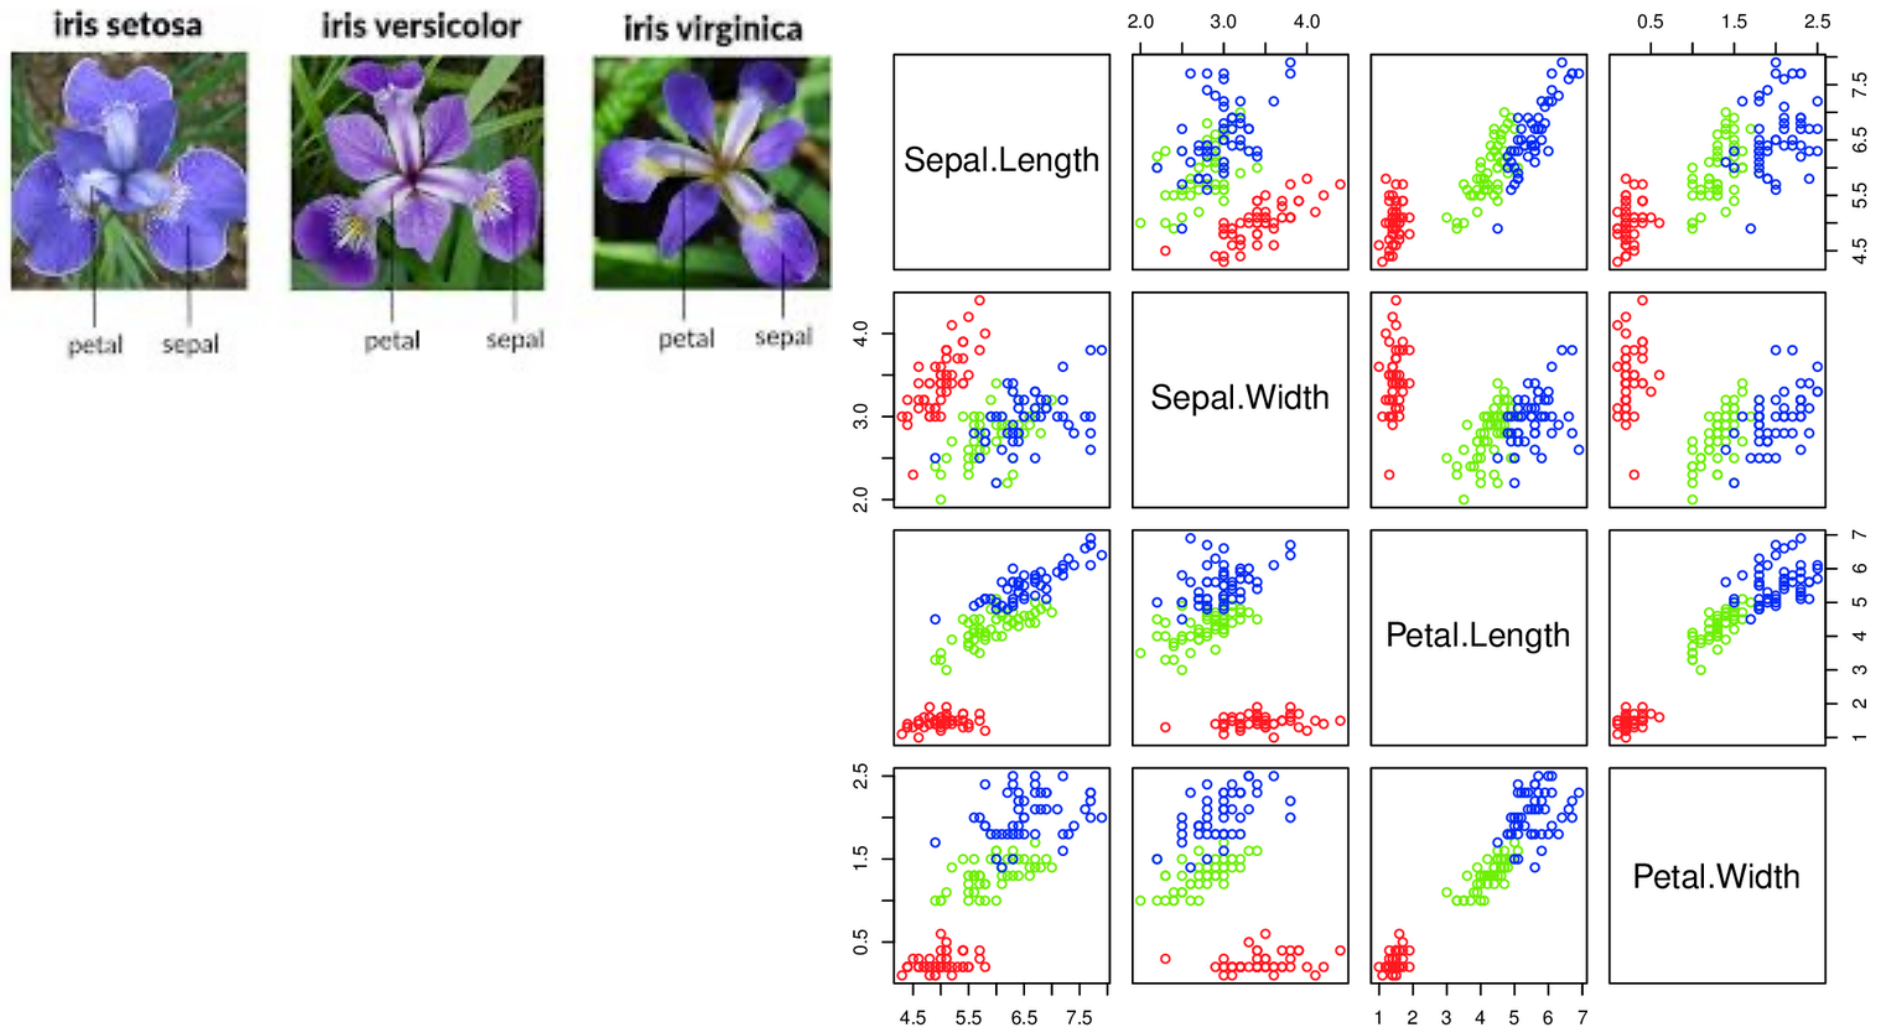 iris setosa
iris versicolor
iris virginica
petal
sepal
petal
sepal
petal
sepal
2.0 3.0 4.0
0.5 1.5 2.5
Sepal.Length
4.5 5.5 6.5 7.5
2.0 3.0 4.0
Sepal.Width
Petal.Length
1 2 3 4 5 6 7
0.5 1.5 2.5
Petal.Width
4.5 5.5 6.5 7.5
1 2 3 4 5 6 7